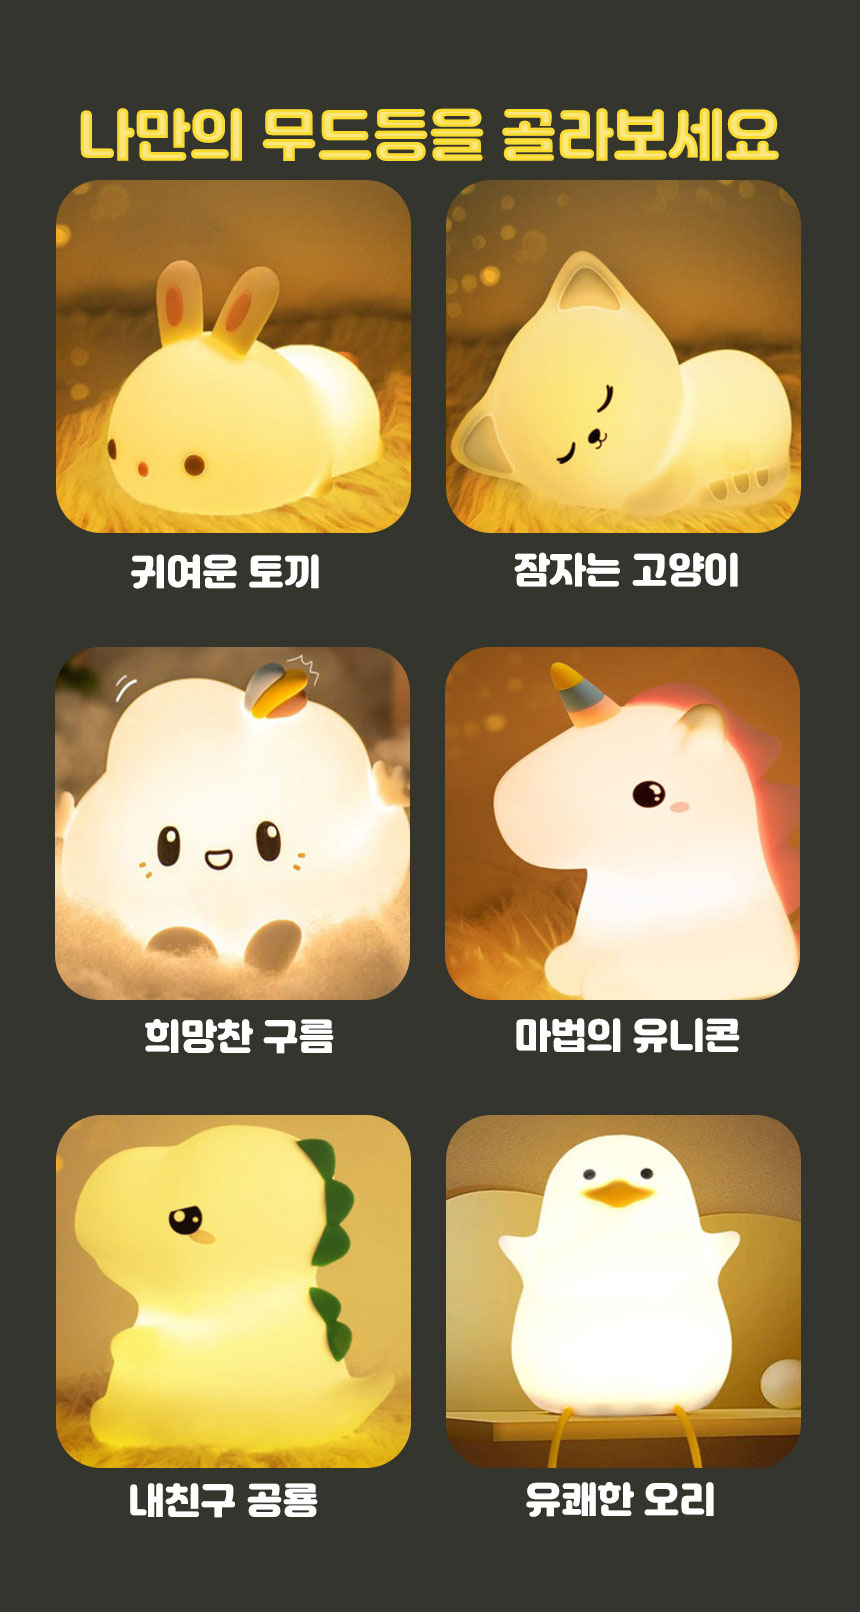 나만의 무드등을 골라보세요
귀여운 토끼
잠자는 고양이
희망찬 구름
마법의 유니콘
내친구 공룡
유쾌한 오리